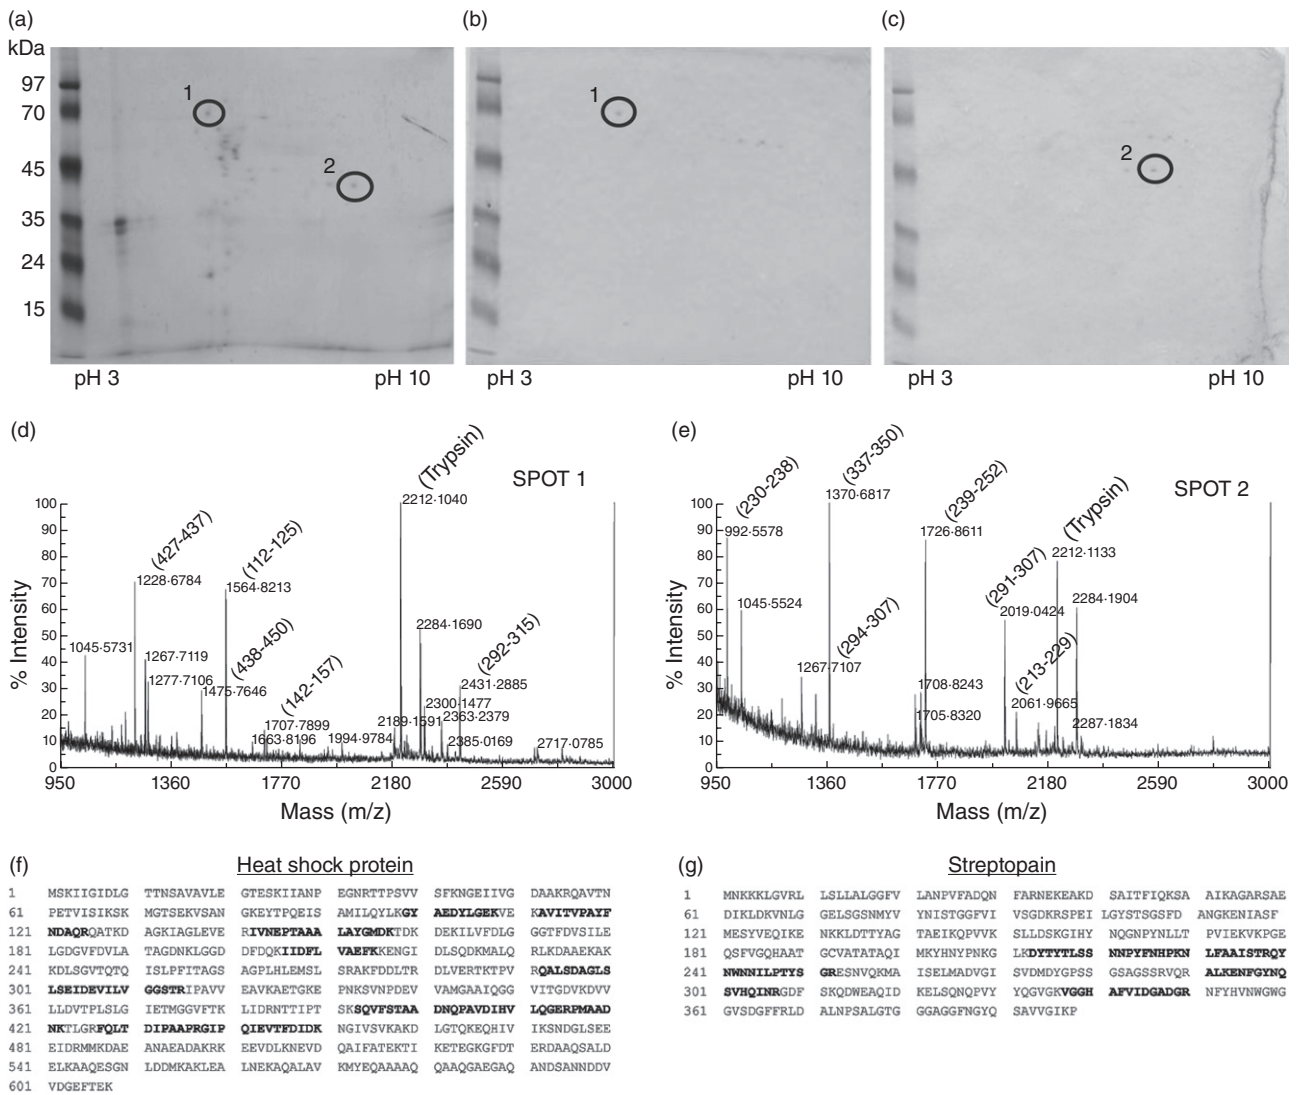 (a)
(b)
(c)
kDa
97
70
45
35
24
15
1
2
pH 3
pH 10
1
pH 3
pH 10
2
pH 3
pH 10
(d)
SPOT 1
% Intensity
100
90
80
70
60
50
40
30
20
10
0
1045·5731
1228·6784
(427-437)
1267·7119
1277·7106
1475·7646
(438-450)
1564·8213
(112-125)
1663·8196
1707·7899
(142-157)
1994·9784
2189·1591
2212·1040
(Trypsin)
2284·1690
2300·1477
2363·2379
2385·0169
2431·2885
(292-315)
2717·0785
950
1360
1770
2180
2590
3000
Mass (m/z)
(e)
SPOT 2
% Intensity
100
90
80
70
60
50
40
30
20
10
0
992·5578
(230-238)
1045·5524
1267·7107
(294-307)
1370·6817
(337-350)
1705·8320
1708·8243
1726·8611
(239-252)
2019·0424
(291-307)
2061·9665
(213-229)
2212·1133
(Trypsin)
2284·1904
2287·1834
950
1360
1770
2180
2590
3000
Mass (m/z)
(f)
Heat shock protein
1 MSKIIGIDLG TTNSAVAVLE GTESKIIANP EGNRTTPSVV SFKNGEIIVG DAAKRQAVTN
61 PETVISIKSK MGTSEKVSAN GKEYTPQEIS AMILQYLKGY AEDYLGEKVE KAVITVPAYF
121 NDAQRQATKD AGKIAGLEVE RIVNEPTAAA LAYGMDKTDK DEKILVFDLG GGTFDVSILE
181 LGDGVFDVLA TAGDNKLGGD DFDQKIIDFL VAEFKKENGI DLSQDKMALQ RLKDAAEKAK
241 KDLSGVTQTQ ISLPFITAGS AGPLHLEMSL SRAKFDDLTR DLVERTKTPV RQALSDAGLS
301 LSEIDEVILV GGSTRIPAVV EAVKAETGKE PNKSVNPDEV VAMGAAIQGG VITGDVKDVV
361 LLDVTPLSLG IETMGGVFTK LIDRNTTIPT SKSQVFSTAA DNQPAVDIHV LQGERPMAAD
421 NKTLGRFQLT DIPAAPRGIP QIEVTFDIDK NGIVSVKAKD LGTQKEQHIV IKSNDGLSEE
481 EIDRMMKDAE ANAEADAKRK EEVDLKNEVD QAIFATEKTI KETEGKGFDT ERDAAQSALD
541 ELKAAQESGN LDDMKAKLEA LNEKAQALAV KMYEQAAAAQ QAAQGAEGAQ ANDSANNDDV
601 VDGEFTEK
(g)
Streptopain
1 MNKKKLGVRL LSLLALGGFV LANPVFADQN FARNEKEAKD SAITFIQKSA AIKAGARSAE
61 DIKLDKVNLG GELSGSNMYV YNISTGGFVI VSGDKRSPEI LGYSTSGSFD ANGKENIASF
121 MESYVEQIKE NKKLDTTYAG TAEIKQPVVK SLLDSKGIHY NQGNPYNLLT PVIEKVKPGE
181 QSFVGQHAAT GCVATATAQI MKYHNYPNKG LKDYTYTLSS NNPYFNHPKN LFAAISTRQY
241 NWNNILPTYS GRESNVQKMA ISELMADVGI SVDMDYGPSS GSAGSSRVQR ALKENFGYNQ
301 SVHQINRGDF SKQDWEAQID KELSQNQPVY YQGVGKVGGH AFVIDGADGR NFYHVNWGWG
361 GVSDGFFRLD ALNPSALGTG GGAGGFNGYQ SAVVGIKP